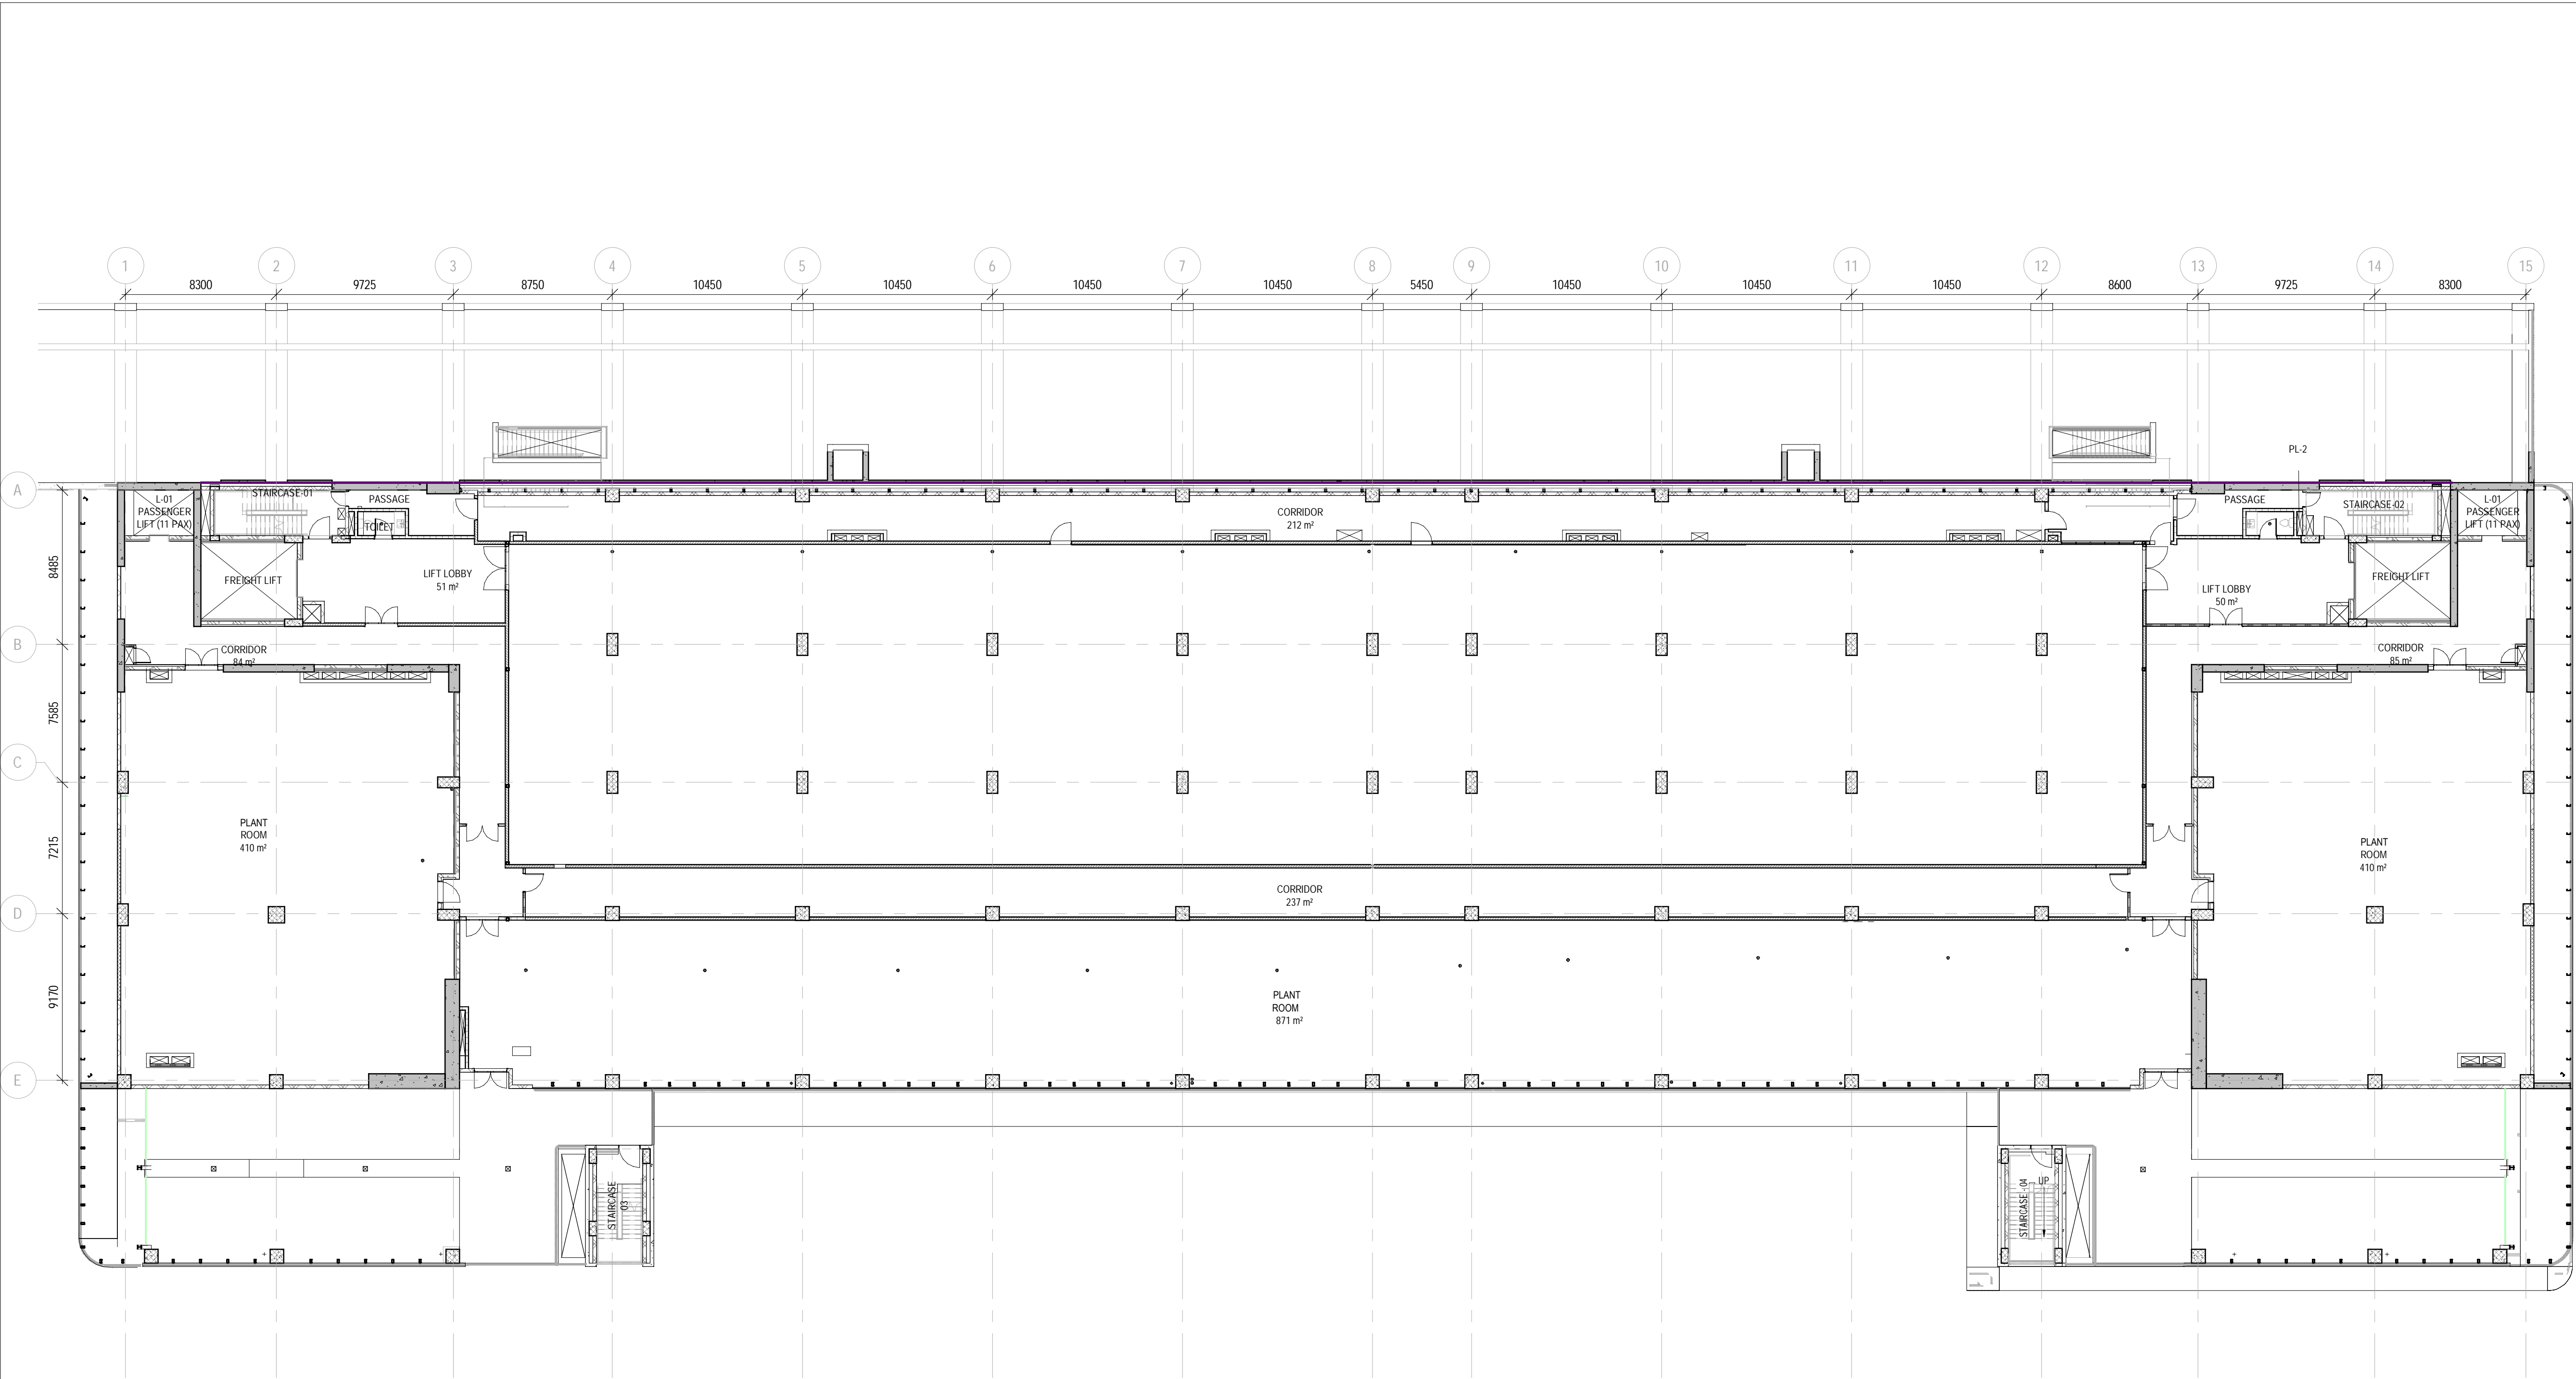 1 2 3 4 5 6 7 8 9 10 11 12 13 14 15
8300 9725 8750 10450 10450 10450 10450 5450 10450 10450 10450 8600 9725 8300
PL-2
A
L-01
PASSENGER
LIFT (11 PAX)
STAIRCASE-01
PASSAGE
TOILET
CORRIDOR
212 m²
PASSAGE
STAIRCASE-02
L-01
PASSENGER
LIFT (11 PAX)
8485
FREIGHT LIFT
LIFT LOBBY
51 m²
LIFT LOBBY
50 m²
FREIGHT LIFT
B
CORRIDOR
84 m²
CORRIDOR
85 m²
7585
C
7215
PLANT
ROOM
410 m²
PLANT
ROOM
410 m²
CORRIDOR
237 m²
D
9170
PLANT
ROOM
871 m²
E
STAIRCASE
03
STAIRCASE -04
UP